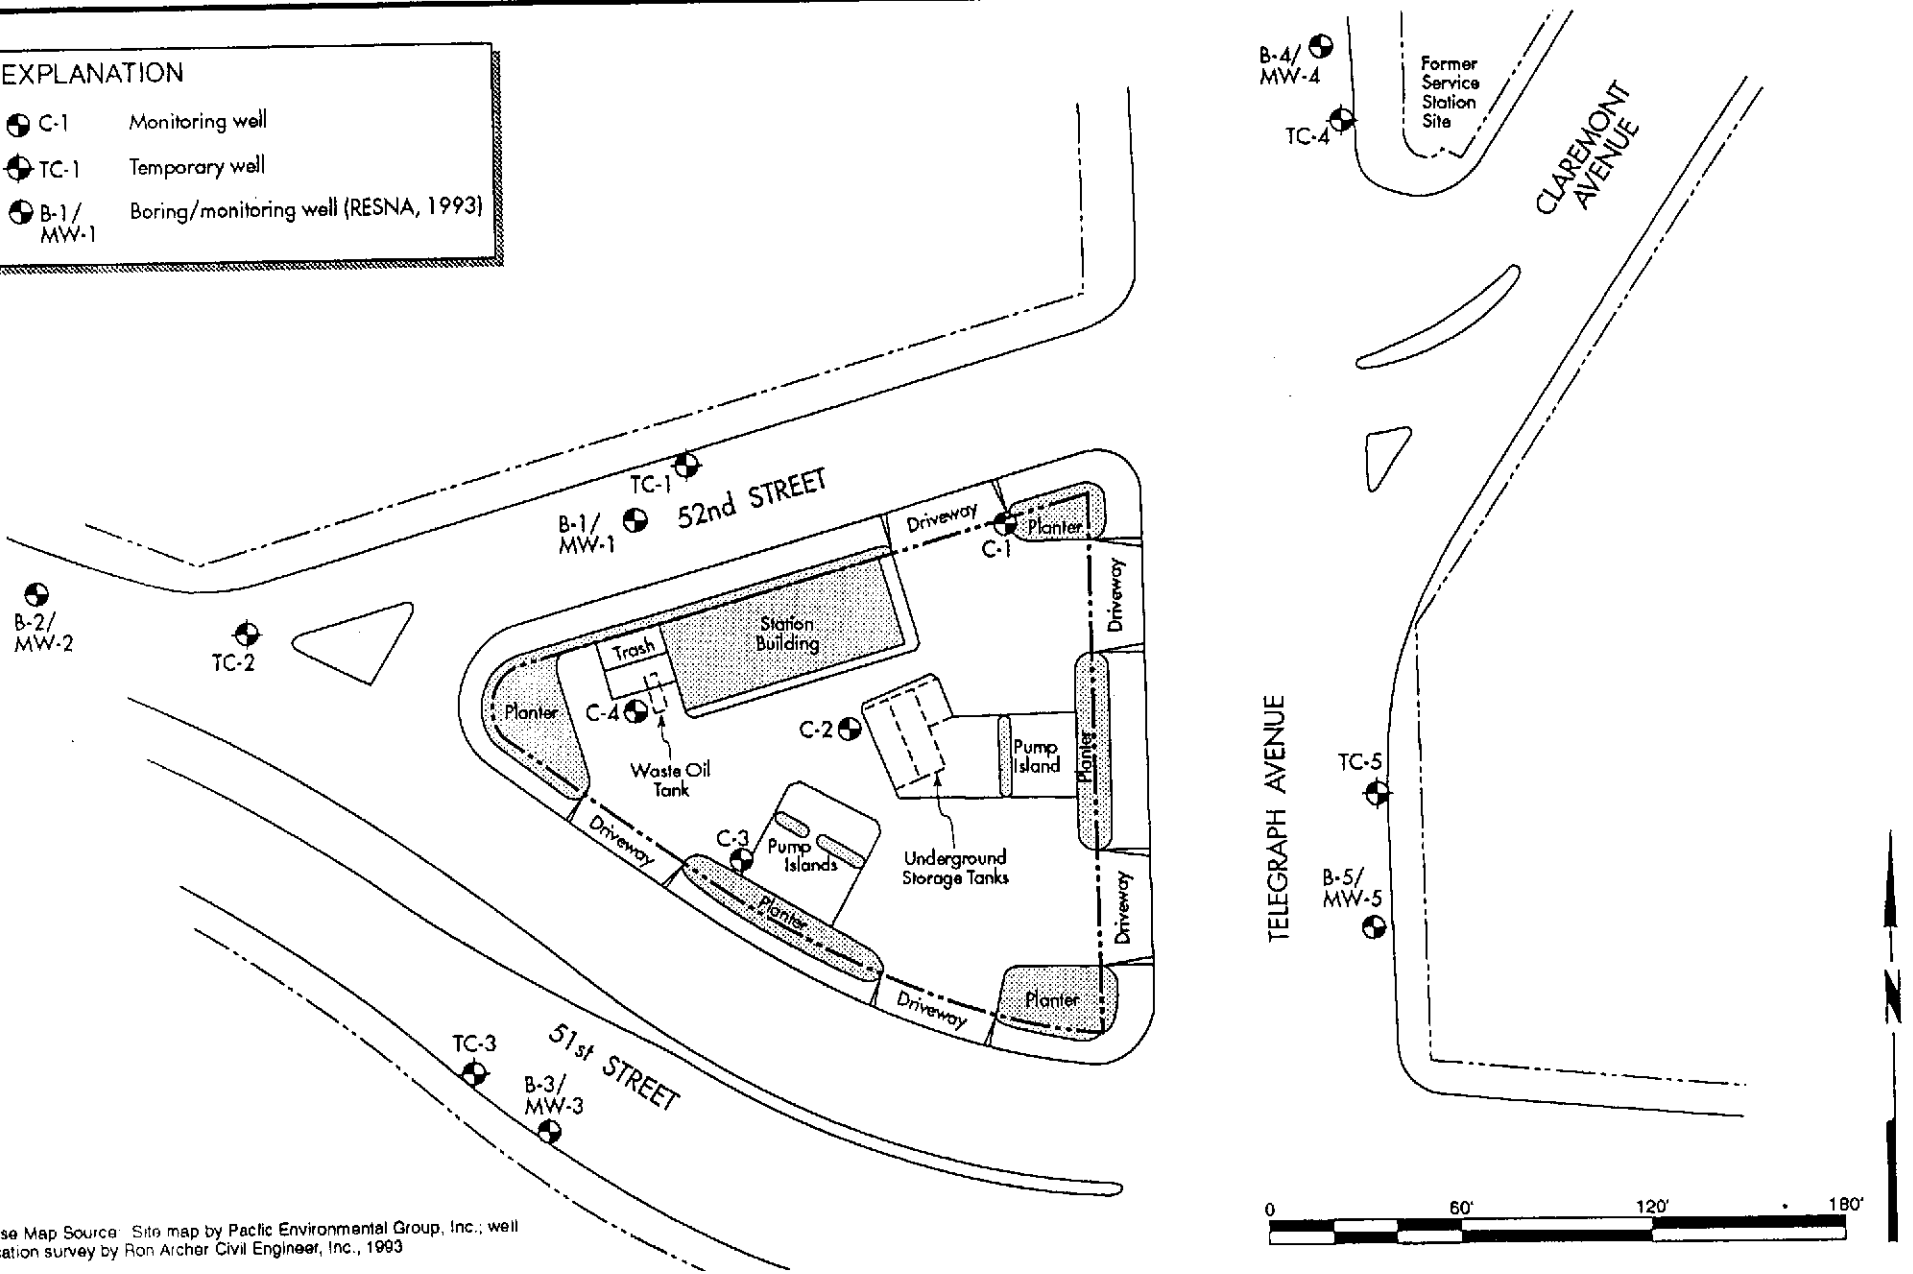 EXPLANATION
C-1 Monitoring well
TC-1 Temporary well
B-1/ Boring/monitoring well (RESNA, 1993)
MW-1
B-4/
MW-4
TC-4
Former
Service
Station
Site
CLAREMONT
AVENUE
TC-1
52nd STREET
B-1/
MW-1
Driveway
C-1
Planter
Driveway
B-2/
MW-2
TC-2
Station
Building
Trash
Planter
C-4
C-2
Waste Oil
Tank
Pump
Island
Planter
TELEGRAPH AVENUE
TC-5
Driveway
C-3
Pump
Islands
Underground
Storage Tanks
Planter
Driveway
B-5/
MW-5
Driveway
Planter
TC-3
51st STREET
B-3/
MW-3
N
0 60' 120' 180'
se Map Source: Site map by Pacfic Environmental Group, Inc.; well
cation survey by Ron Archer Civil Engineer, Inc., 1993